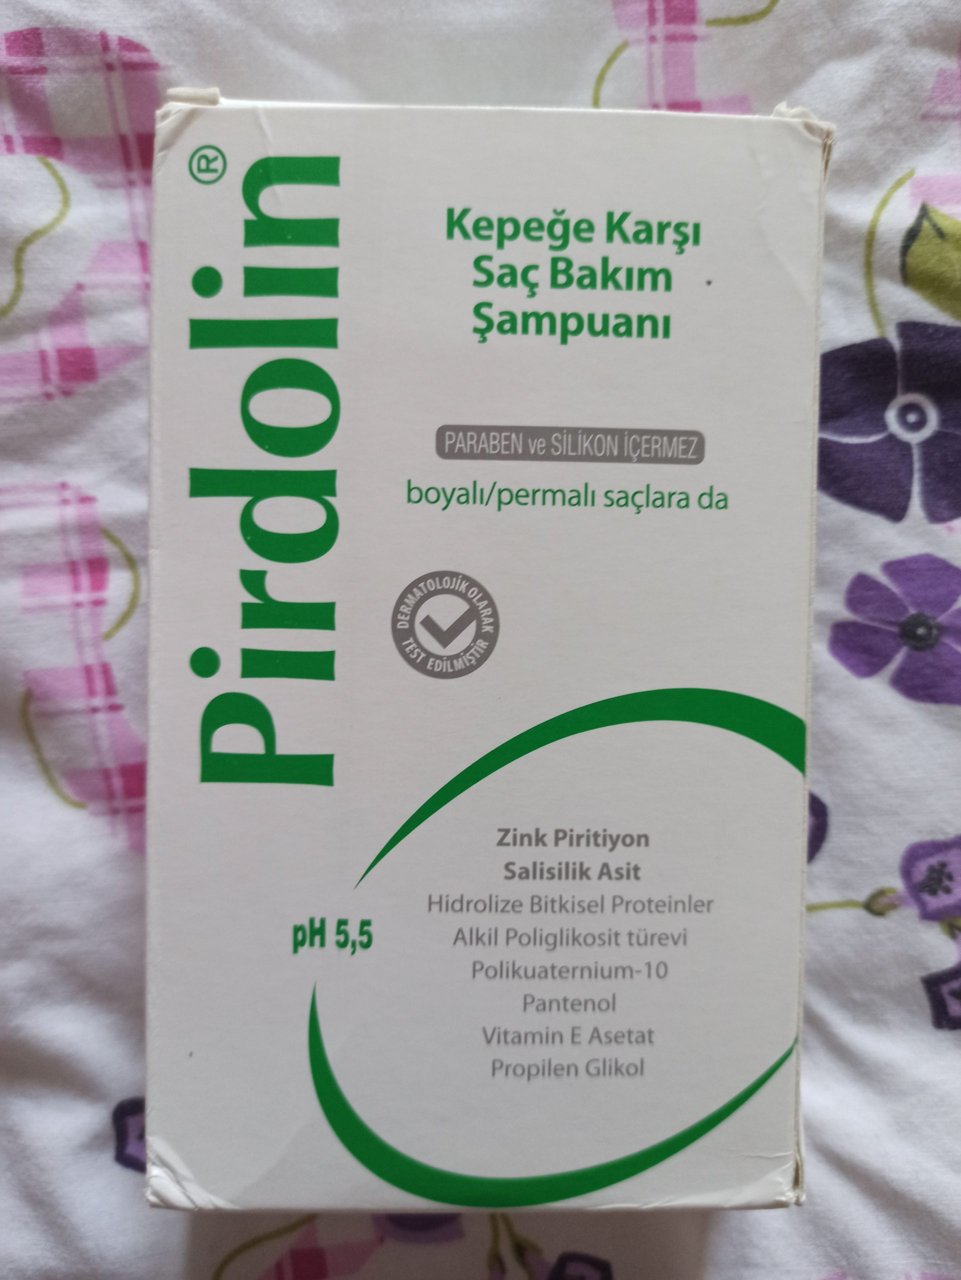 Pirdolin®
Kepeğe Karşı
Saç Bakım
Şampuanı
PARABEN ve SİLİKON İÇERMEZ
boyalı/permalı saçlara da
DERMATOLOJİK OLARAK
TEST EDİLMİŞTİR
Zink Piritiyon
Salisilik Asit
Hidrolize Bitkisel Proteinler
pH 5,5
Alkil Poliglikosit türevi
Polikuaternium-10
Pantenol
Vitamin E Asetat
Propilen Glikol